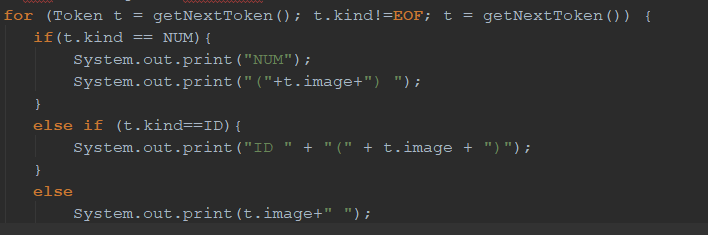 for (Token t = getNextToken(); t.kind!=EOF; t = getNextToken()) {
if(t.kind == NUM){
System.out.print("NUM");
System.out.print("("+t.image+") ");
}
else if (t.kind==ID){
System.out.print("ID " + "(" + t.image + ")");
}
else
System.out.print(t.image+" ");